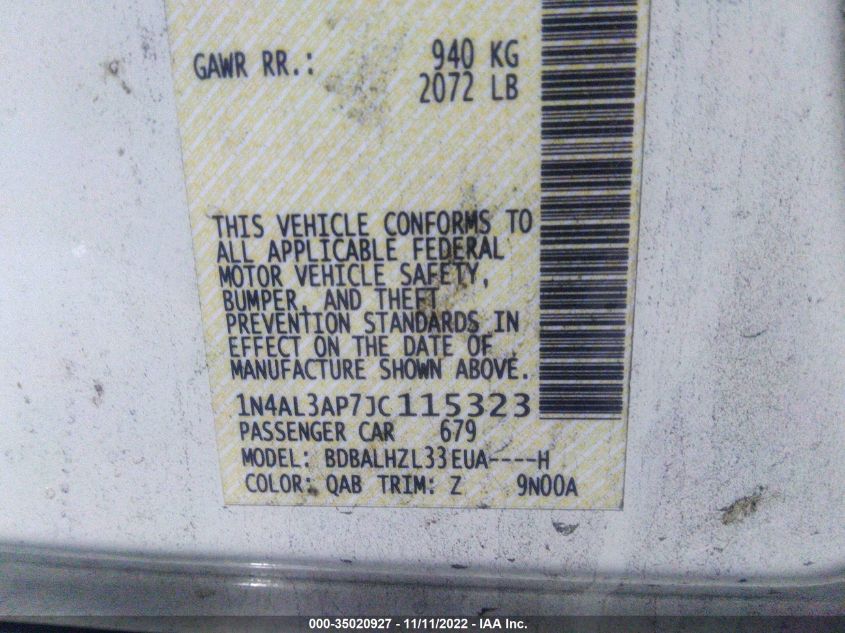 GAWR RR.: 940 KG
2072 LB
THIS VEHICLE CONFORMS TO
ALL APPLICABLE FEDERAL
MOTOR VEHICLE SAFETY,
BUMPER, AND THEFT
PREVENTION STANDARDS IN
EFFECT ON THE DATE OF
MANUFACTURE SHOWN ABOVE.
1N4AL3AP7JC115323
PASSENGER CAR 679
MODEL: BDBALHZL33EUA----H
COLOR: QAB TRIM: Z 9N00A
000-35020927 - 11/11/2022 - IAA Inc.